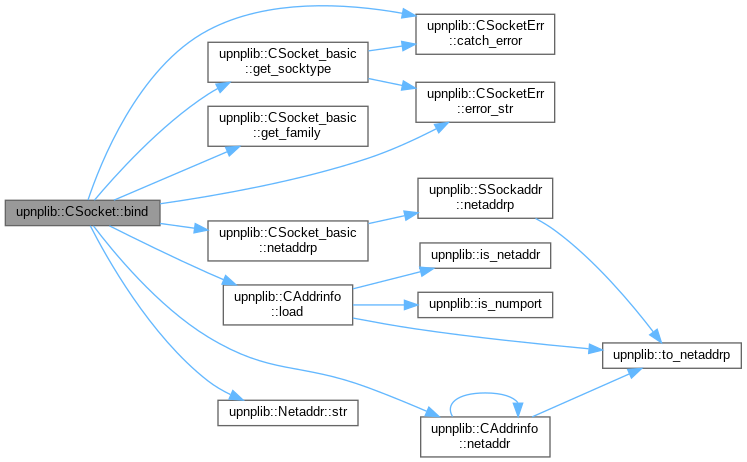 upnplib::CSocket::bind
upnplib::CSocketErr
::catch_error
upnplib::CSocket_basic
::get_socktype
upnplib::CSocketErr
::error_str
upnplib::CSocket_basic
::get_family
upnplib::CSocket_basic
::netaddrp
upnplib::SSockaddr
::netaddrp
upnplib::to_netaddrp
upnplib::CAddrinfo
::load
upnplib::is_netaddr
upnplib::is_numport
upnplib::CAddrinfo
::netaddr
upnplib::Netaddr::str